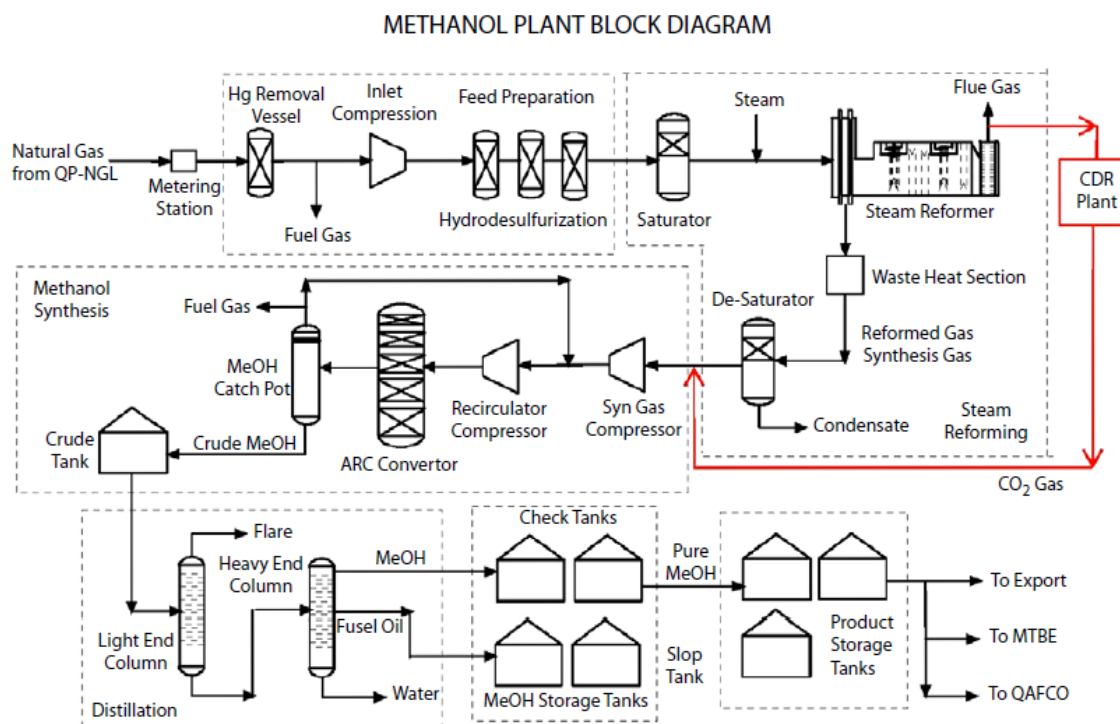 METHANOL PLANT BLOCK DIAGRAM
Hg Removal
Vessel
Inlet
Compression
Feed Preparation
Steam
Flue Gas
Natural Gas
from QP-NGL
Metering
Station
Fuel Gas
Hydrodesulfurization
Saturator
Steam Reformer
CDR
Plant
Methanol
Synthesis
Fuel Gas
MeOH
Catch Pot
De-Saturator
Waste Heat Section
Reformed Gas
Synthesis Gas
Recirculator
Compressor
Syn Gas
Compressor
Condensate
Steam
Reforming
Crude
Tank
Crude MeOH
ARC Convertor
CO₂ Gas
Flare
Heavy End
Column
MeOH
Check Tanks
Pure
MeOH
To Export
Light End
Column
Fusel Oil
Slop
Tank
Product
Storage
Tanks
To MTBE
Water
MeOH Storage Tanks
To QAFCO
Distillation